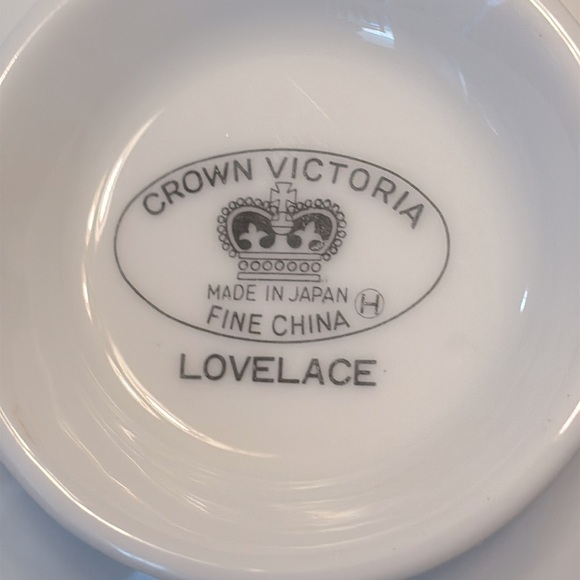 CROWN VICTORIA
MADE IN JAPAN H
FINE CHINA
LOVELACE